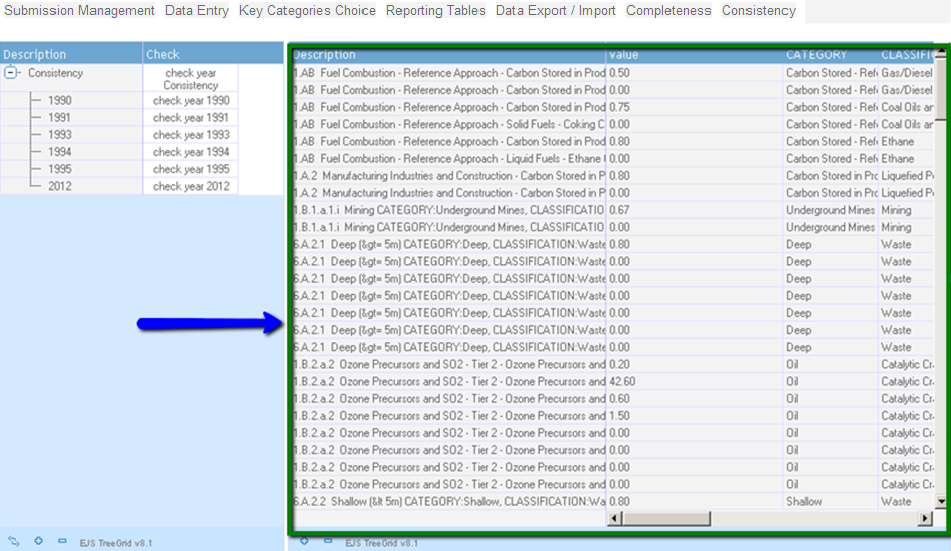 Submission Management Data Entry Key Categories Choice Reporting Tables Data Export / Import Completeness Consistency
Description Check
Consistency check year Consistency
1990 check year 1990
1991 check year 1991
1993 check year 1993
1994 check year 1994
1995 check year 1995
2012 check year 2012
EJS TreeGrid v8.1
Description value CATEGORY CLASSIFIC
1.AB Fuel Combustion - Reference Approach - Carbon Stored in Prod 0.50 Carbon Stored - Refe Gas/Diesel
1.AB Fuel Combustion - Reference Approach - Carbon Stored in Prod 0.00 Carbon Stored - Refe Gas/Diesel
1.AB Fuel Combustion - Reference Approach - Carbon Stored in Prod 0.75 Carbon Stored - Refe Coal Oils ar
1.AB Fuel Combustion - Reference Approach - Solid Fuels - Coking C 0.00 Carbon Stored - Refe Coal Oils ar
1.AB Fuel Combustion - Reference Approach - Carbon Stored in Prod 0.80 Carbon Stored - Refe Ethane
1.AB Fuel Combustion - Reference Approach - Liquid Fuels - Ethane 0.00 Carbon Stored - Refe Ethane
1.A.2 Manufacturing Industries and Construction - Carbon Stored in P 0.80 Carbon Stored in Pro Liquefied Pe
1.A.2 Manufacturing Industries and Construction - Carbon Stored in P 0.00 Carbon Stored in Pro Liquefied Pe
1.B.1.a.1.i Mining CATEGORY:Underground Mines, CLASSIFICATIO 0.67 Underground Mines Mining
1.B.1.a.1.i Mining CATEGORY:Underground Mines, CLASSIFICATIO 0.00 Underground Mines Mining
6.A.2.1 Deep (&gt= 5m) CATEGORY:Deep, CLASSIFICATION:Waste 0.80 Deep Waste
6.A.2.1 Deep (&gt= 5m) CATEGORY:Deep, CLASSIFICATION:Waste 0.00 Deep Waste
6.A.2.1 Deep (&gt= 5m) CATEGORY:Deep, CLASSIFICATION:Waste 0.00 Deep Waste
6.A.2.1 Deep (&gt= 5m) CATEGORY:Deep, CLASSIFICATION:Waste 0.00 Deep Waste
6.A.2.1 Deep (&gt= 5m) CATEGORY:Deep, CLASSIFICATION:Waste 0.00 Deep Waste
6.A.2.1 Deep (&gt= 5m) CATEGORY:Deep, CLASSIFICATION:Waste 0.00 Deep Waste
6.A.2.1 Deep (&gt= 5m) CATEGORY:Deep, CLASSIFICATION:Waste 0.00 Deep Waste
1.B.2.a.2 Ozone Precursors and SO2 - Tier 2 - Ozone Precursors and 0.20 Oil Catalytic Cr
1.B.2.a.2 Ozone Precursors and SO2 - Tier 2 - Ozone Precursors and 42.60 Oil Catalytic Cr
1.B.2.a.2 Ozone Precursors and SO2 - Tier 2 - Ozone Precursors and 0.60 Oil Catalytic Cr
1.B.2.a.2 Ozone Precursors and SO2 - Tier 2 - Ozone Precursors and 1.50 Oil Catalytic Cr
1.B.2.a.2 Ozone Precursors and SO2 - Tier 2 - Ozone Precursors and 0.00 Oil Catalytic Cr
1.B.2.a.2 Ozone Precursors and SO2 - Tier 2 - Ozone Precursors and 0.00 Oil Catalytic Cr
1.B.2.a.2 Ozone Precursors and SO2 - Tier 2 - Ozone Precursors and 0.00 Oil Catalytic Cr
1.B.2.a.2 Ozone Precursors and SO2 - Tier 2 - Ozone Precursors and 0.00 Oil Catalytic Cr
6.A.2.2 Shallow (&lt 5m) CATEGORY:Shallow, CLASSIFICATION:Wa 0.80 Shallow Waste
EJS TreeGrid v8.1